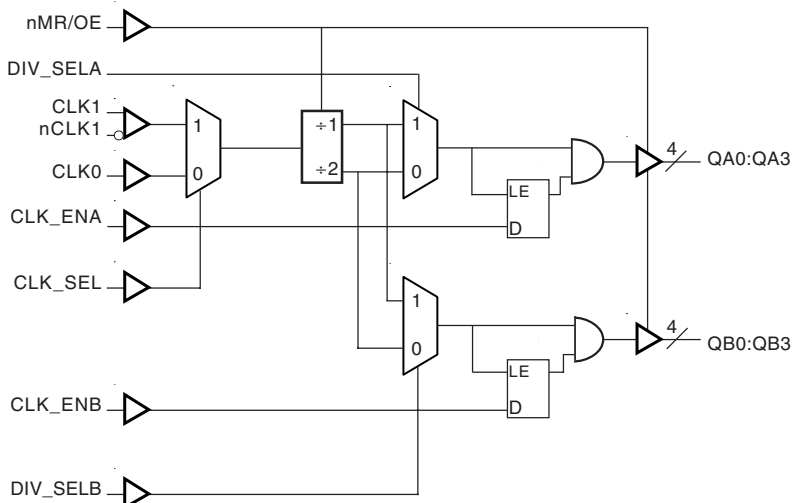 nMR/OE
DIV_SELA
CLK1
nCLK1
CLK0
CLK_ENA
CLK_SEL
CLK_ENB
DIV_SELB
1
0
÷1
÷2
1
0
LE
D
4
QA0:QA3
1
0
LE
D
4
QB0:QB3